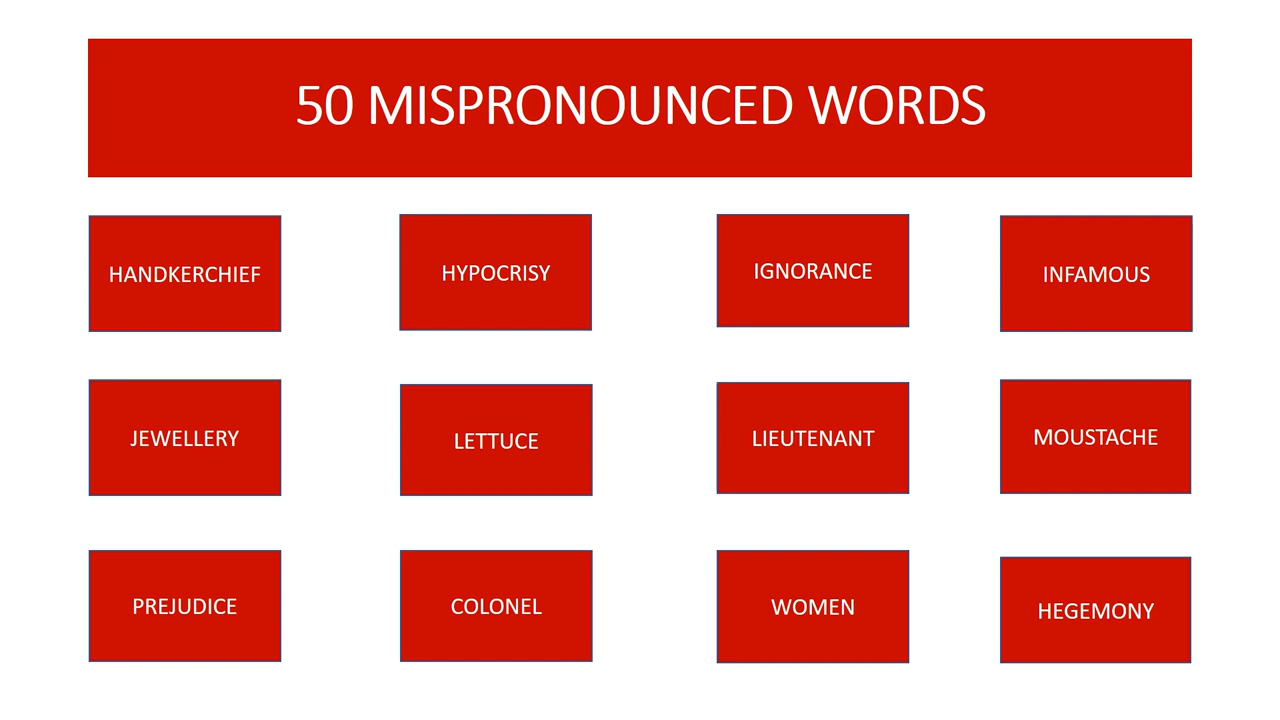 50 MISPRONOUNCED WORDS
HANDKERCHIEF
HYPOCRISY
IGNORANCE
INFAMOUS
JEWELLERY
LETTUCE
LIEUTENANT
MOUSTACHE
PREJUDICE
COLONEL
WOMEN
HEGEMONY